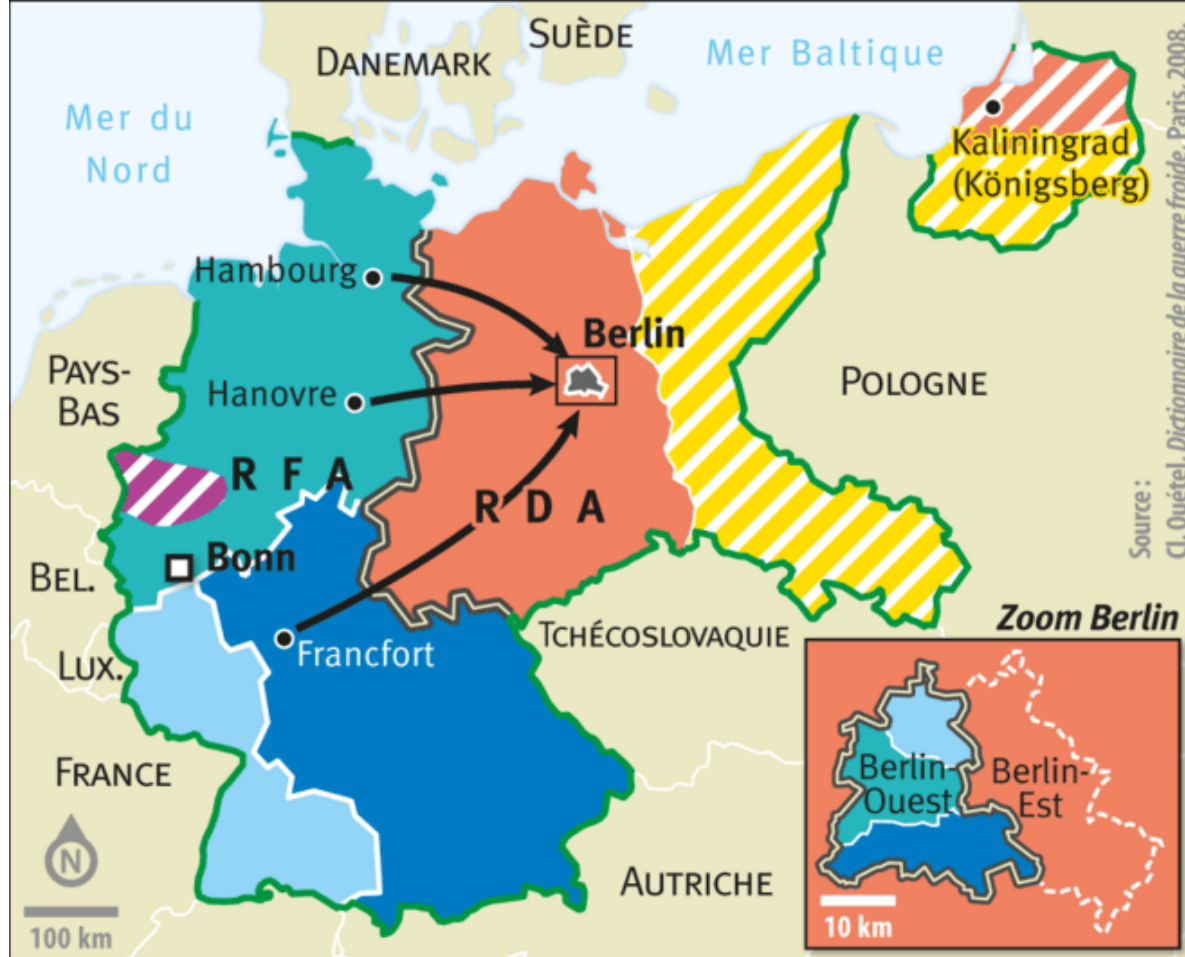 SUÈDE
DANEMARK
Mer Baltique
Mer du
Nord
Kaliningrad
(Königsberg)
Hambourg
Berlin
PAYS-
BAS
Hanovre
POLOGNE
R F A
R D A
Bonn
BEL.
Francfort
LUX.
TCHÉCOSLOVAQUIE
FRANCE
AUTRICHE
N
100 km
Zoom Berlin
Berlin-
Ouest
Berlin-
Est
10 km
Source :
Cl. Quétel, Dictionnaire de la guerre froide, Paris, 2008.